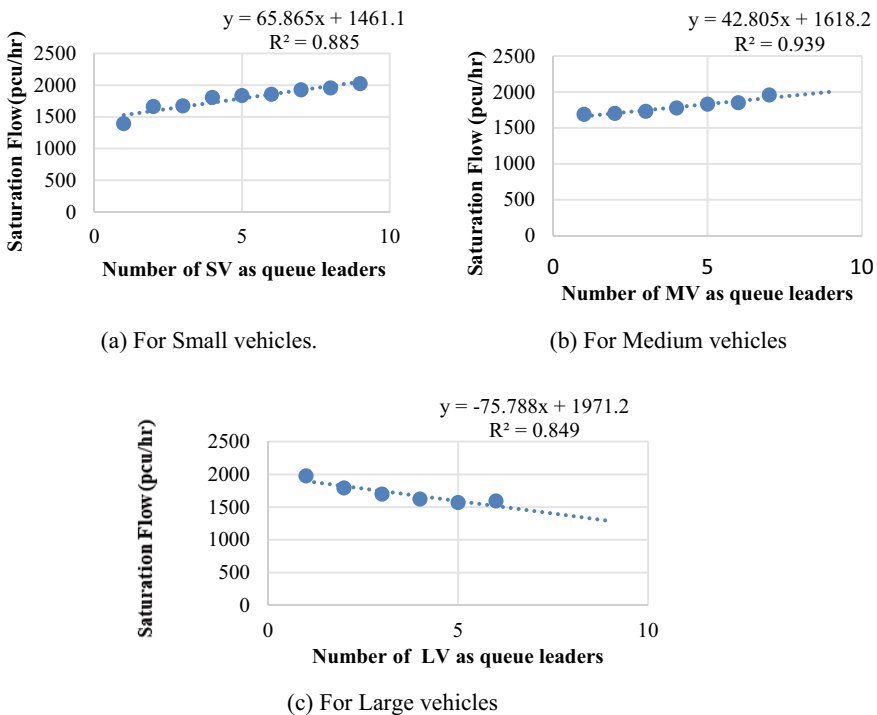 y = 65.865x + 1461.1
R² = 0.885
2500
2000
1500
1000
500
0
0 5 10
Saturation Flow(pcu/hr)
Number of SV as queue leaders
(a) For Small vehicles.
y = 42.805x + 1618.2
R² = 0.939
2500
2000
1500
1000
500
0
0 5 10
Saturation Flow (pcu/hr)
Number of MV as queue leaders
(b) For Medium vehicles
y = -75.788x + 1971.2
R² = 0.849
2500
2000
1500
1000
500
0
0 5 10
Saturation Flow (pcu/hr)
Number of LV as queue leaders
(c) For Large vehicles